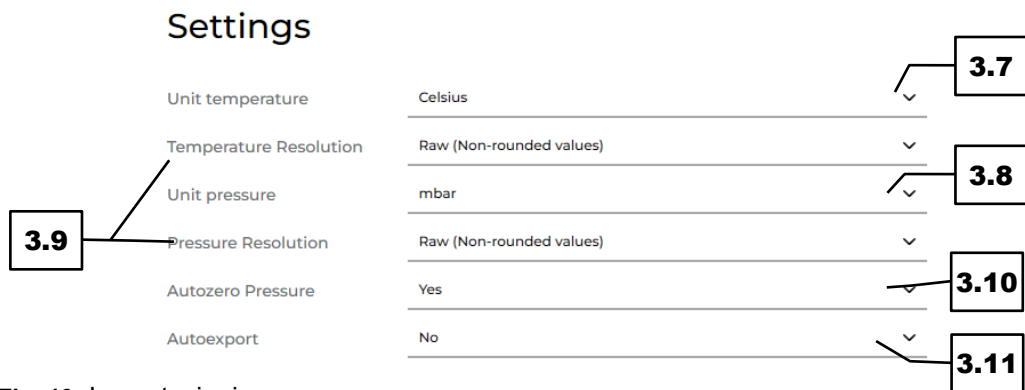 Settings
3.7
Unit temperature Celsius
Temperature Resolution Raw (Non-rounded values)
3.8
Unit pressure mbar
3.9
Pressure Resolution Raw (Non-rounded values)
3.10
Autozero Pressure Yes
Autoexport No
3.11